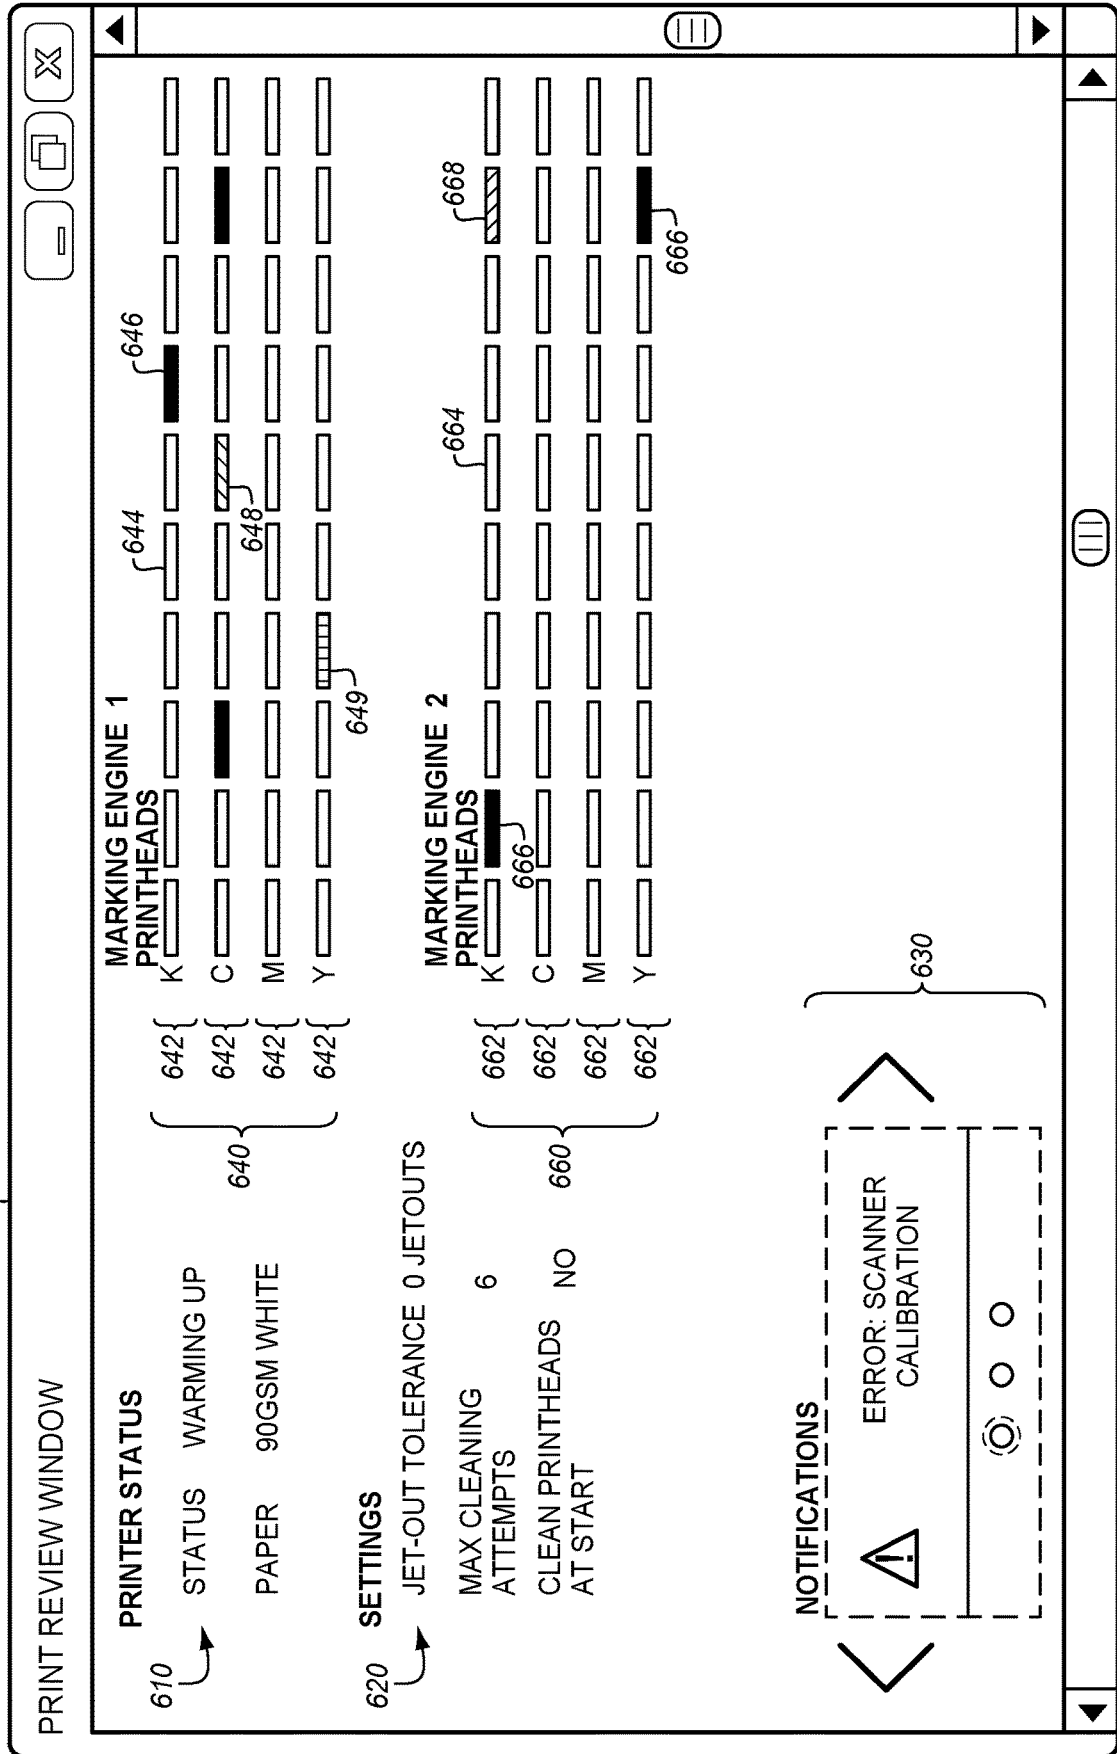 PRINT REVIEW WINDOW
X
610
PRINTER STATUS
STATUS WARMING UP
PAPER 90GSM WHITE
620
SETTINGS
JET-OUT TOLERANCE 0 JETOUTS
MAX CLEANING
ATTEMPTS 6
CLEAN PRINTHEADS NO
AT START
NOTIFICATIONS
!
ERROR: SCANNER
CALIBRATION
630
640
MARKING ENGINE 1
PRINTHEADS
644
646
642 K
642 C
648
642 M
642 Y
649
660
MARKING ENGINE 2
PRINTHEADS
664
668
662 K
666
662 C
662 M
662 Y
666